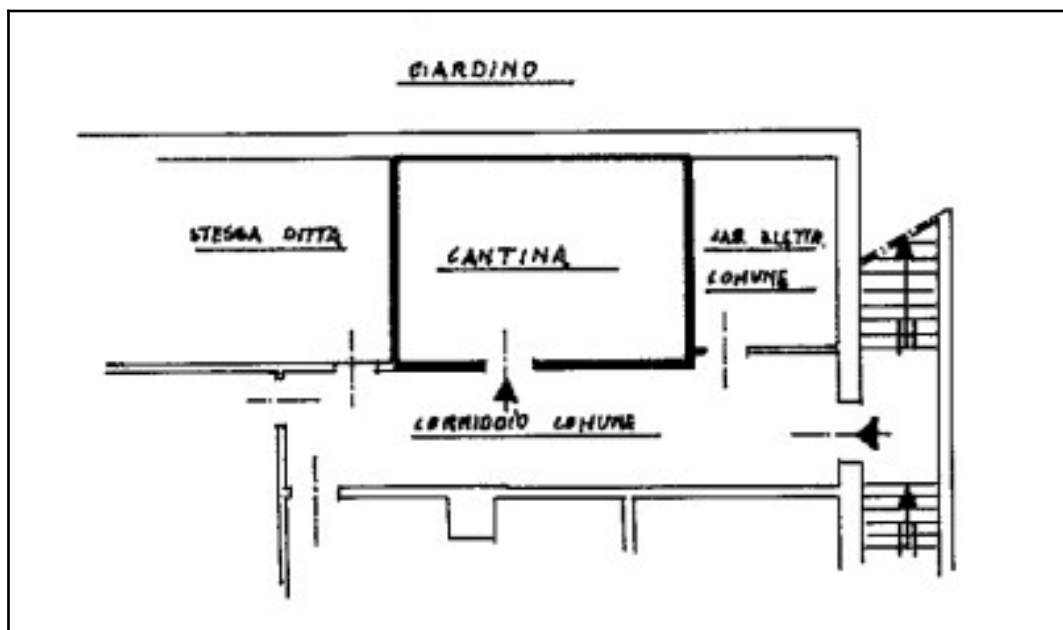 GIARDINO
STESSA DITTA
CANTINA
COMUNE
CORRIDOIO COMUNE